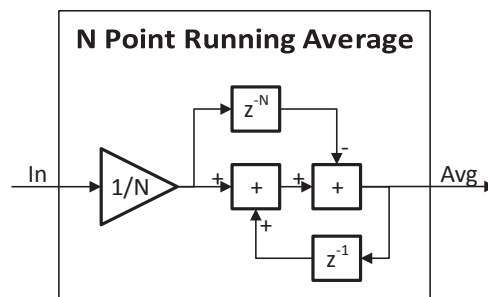 N Point Running Average
z-N
-
In
1/N
+
+
+
+
Avg
+
z-1